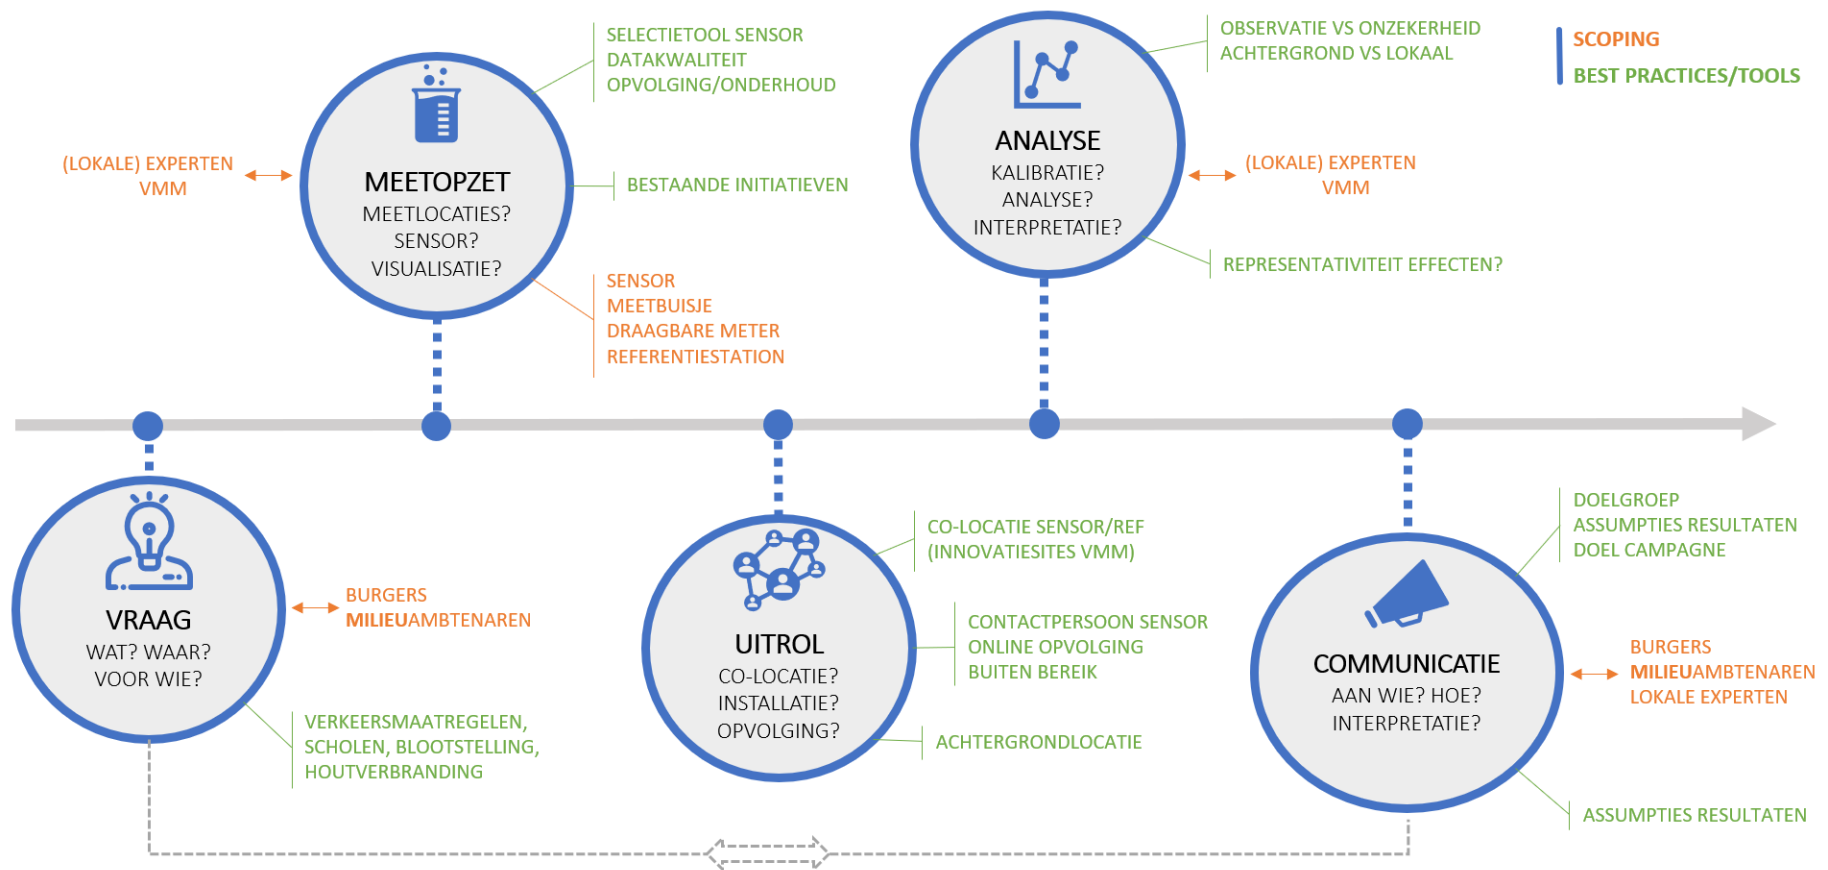 SELECTIETOOL SENSOR
DATAKWALITEIT
OPVOLGING/ONDERHOUD
(LOKALE) EXPERTEN
VMM
MEETOPZET
MEETLOCATIES?
SENSOR?
VISUALISATIE?
BESTAANDE INITIATIEVEN
SENSOR
MEETBUISJE
DRAAGBARE METER
REFERENTIESTATION
OBSERVATIE VS ONZEKERHEID
ACHTERGROND VS LOKAAL
ANALYSE
KALIBRATIE?
ANALYSE?
INTERPRETATIE?
(LOKALE) EXPERTEN
VMM
REPRESENTATIVITEIT EFFECTEN?
SCOPING
BEST PRACTICES/TOOLS
VRAAG
WAT? WAAR?
VOOR WIE?
BURGERS
MILIEUAMBTENAREN
VERKEERSMAATREGELEN,
SCHOLEN, BLOOTSTELLING,
HOUTVERBRANDING
UITROL
CO-LOCATIE?
INSTALLATIE?
OPVOLGING?
CO-LOCATIE SENSOR/REF
(INNOVATIESITES VMM)
CONTACTPERSOON SENSOR
ONLINE OPVOLGING
BUITEN BEREIK
ACHTERGRONDLOCATIE
COMMUNICATIE
AAN WIE? HOE?
INTERPRETATIE?
DOELGROEP
ASSUMPTIES RESULTATEN
DOEL CAMPAGNE
BURGERS
MILIEUAMBTENAREN
LOKALE EXPERTEN
ASSUMPTIES RESULTATEN